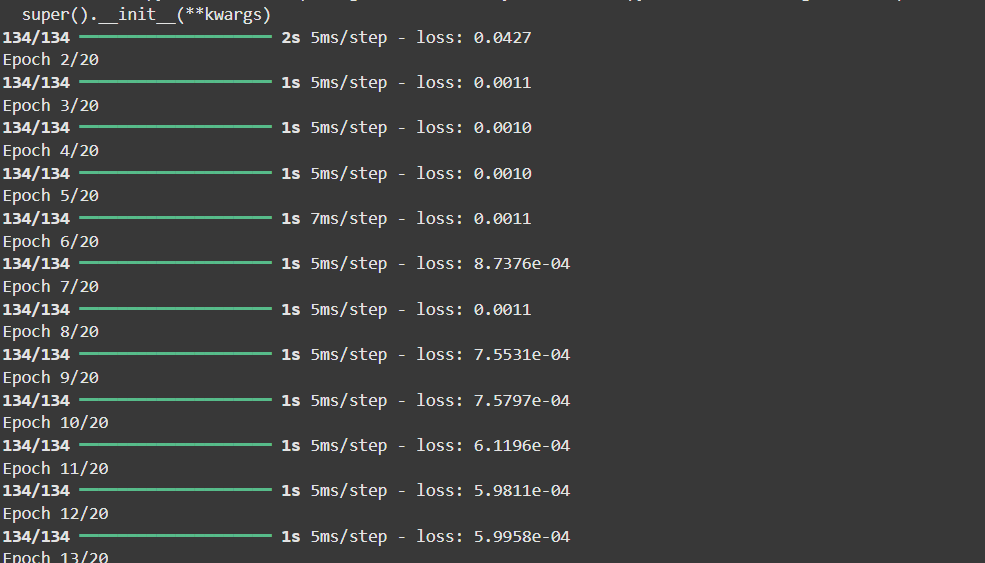 super().__init__(**kwargs)
134/134 ━━━━━━━━━━━━━━━━━━━━ 2s 5ms/step - loss: 0.0427
Epoch 2/20
134/134 ━━━━━━━━━━━━━━━━━━━━ 1s 5ms/step - loss: 0.0011
Epoch 3/20
134/134 ━━━━━━━━━━━━━━━━━━━━ 1s 5ms/step - loss: 0.0010
Epoch 4/20
134/134 ━━━━━━━━━━━━━━━━━━━━ 1s 5ms/step - loss: 0.0010
Epoch 5/20
134/134 ━━━━━━━━━━━━━━━━━━━━ 1s 7ms/step - loss: 0.0011
Epoch 6/20
134/134 ━━━━━━━━━━━━━━━━━━━━ 1s 5ms/step - loss: 8.7376e-04
Epoch 7/20
134/134 ━━━━━━━━━━━━━━━━━━━━ 1s 5ms/step - loss: 0.0011
Epoch 8/20
134/134 ━━━━━━━━━━━━━━━━━━━━ 1s 5ms/step - loss: 7.5531e-04
Epoch 9/20
134/134 ━━━━━━━━━━━━━━━━━━━━ 1s 5ms/step - loss: 7.5797e-04
Epoch 10/20
134/134 ━━━━━━━━━━━━━━━━━━━━ 1s 5ms/step - loss: 6.1196e-04
Epoch 11/20
134/134 ━━━━━━━━━━━━━━━━━━━━ 1s 5ms/step - loss: 5.9811e-04
Epoch 12/20
134/134 ━━━━━━━━━━━━━━━━━━━━ 1s 5ms/step - loss: 5.9958e-04
Epoch 13/20